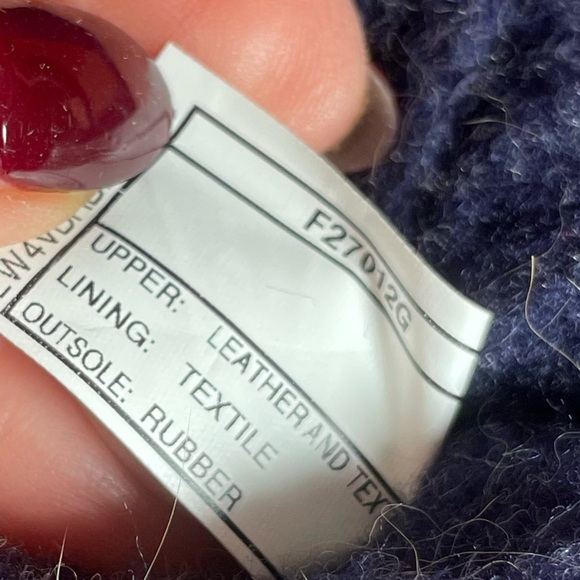 F27012G
UPPER: LEATHER AND TEX
LINING: TEXTILE
OUTSOLE: RUBBER